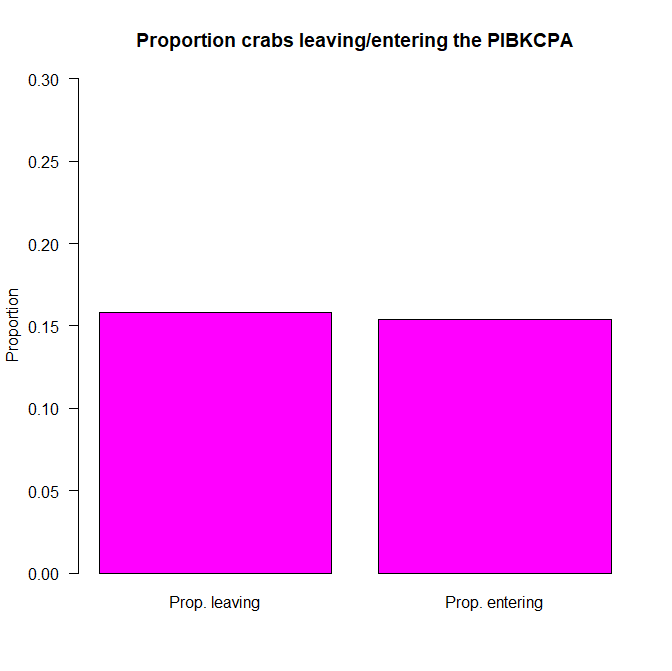 Proportion crabs leaving/entering the PIBKCPA
0.30
0.25
0.20
0.15
0.10
0.05
0.00
Proportion
Prop. leaving
Prop. entering